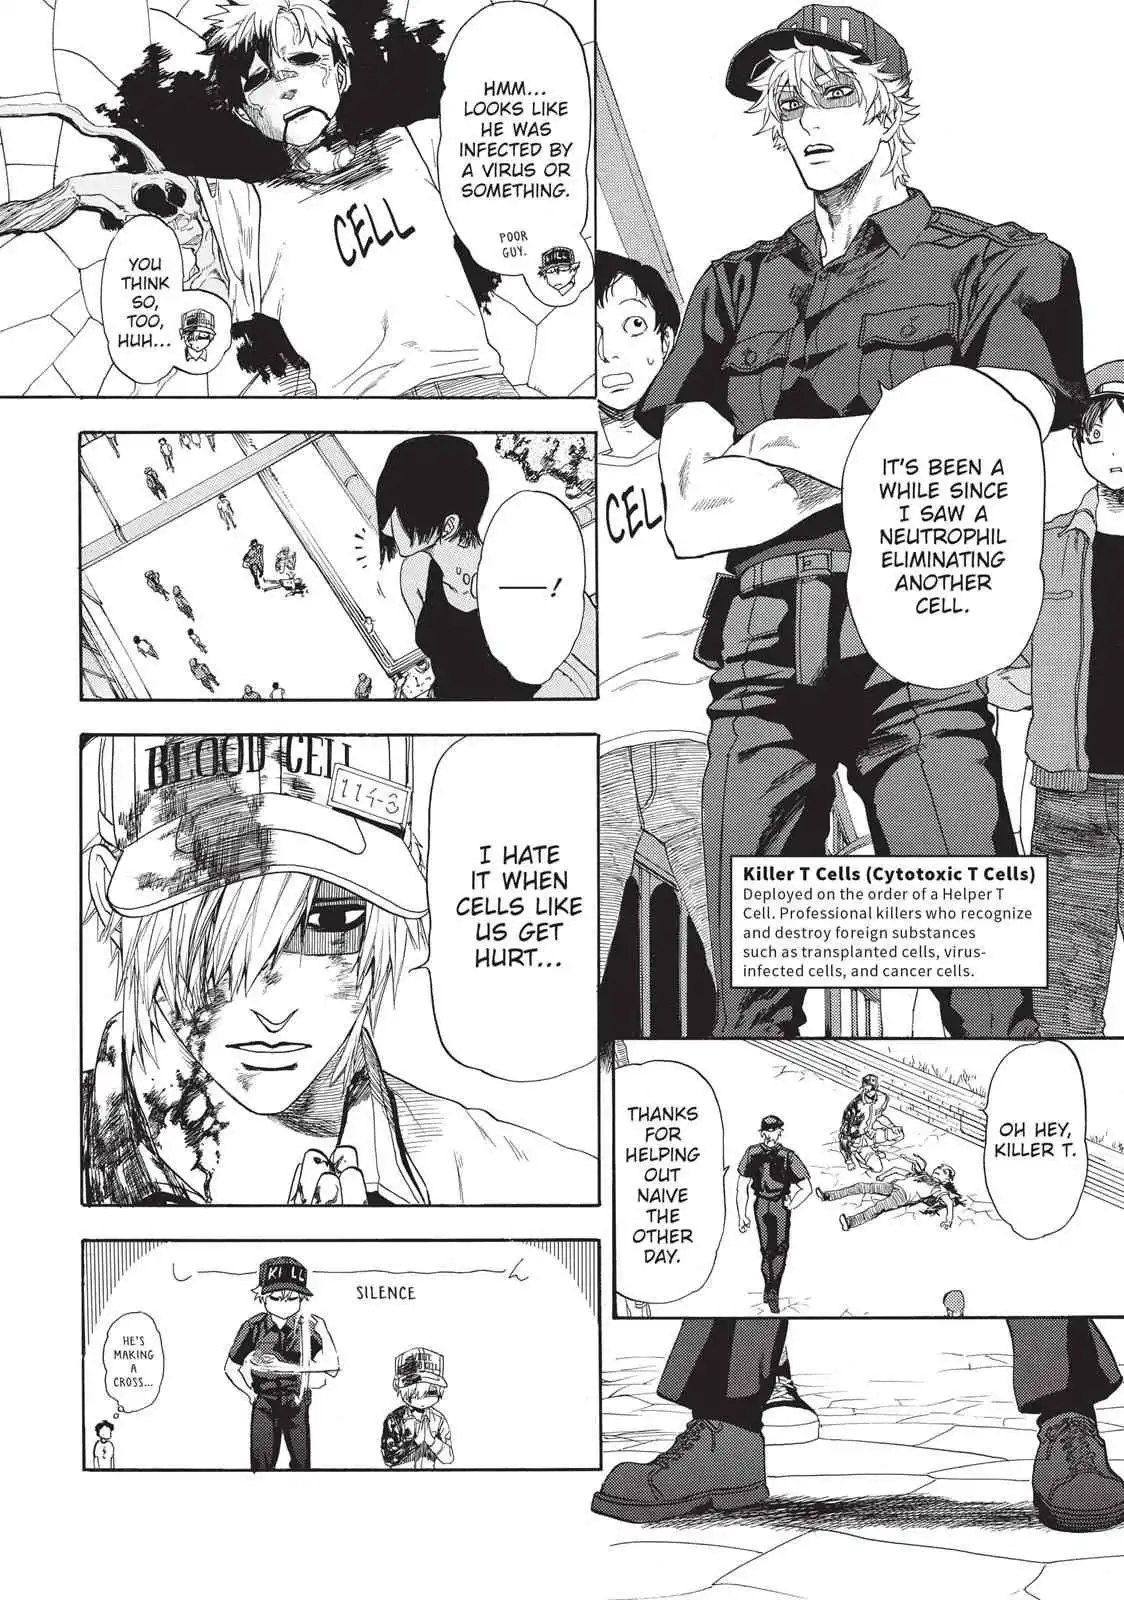 IT'S BEEN A
WHILE SINCE
I SAW A
NEUTROPHIL
ELIMINATING
ANOTHER
CELL.
CELL
Killer T Cells (Cytotoxic T Cells)
Deployed on the order of a Helper T
Cell. Professional killers who recognize
and destroy foreign substances
such as transplanted cells, virus-
infected cells, and cancer cells.
OH HEY,
KILLER T.
THANKS
FOR
HELPING
OUT
NAIVE
THE
OTHER
DAY.
HMM...
LOOKS LIKE
HE WAS
INFECTED BY
A VIRUS OR
SOMETHING.
POOR
GUY.
CELL
YOU
THINK
SO,
TOO,
HUH...
—!
BLOOD CELL
114-3
I HATE
IT WHEN
CELLS LIKE
US GET
HURT...
SILENCE
KILL
HE'S
MAKING
A
CROSS...